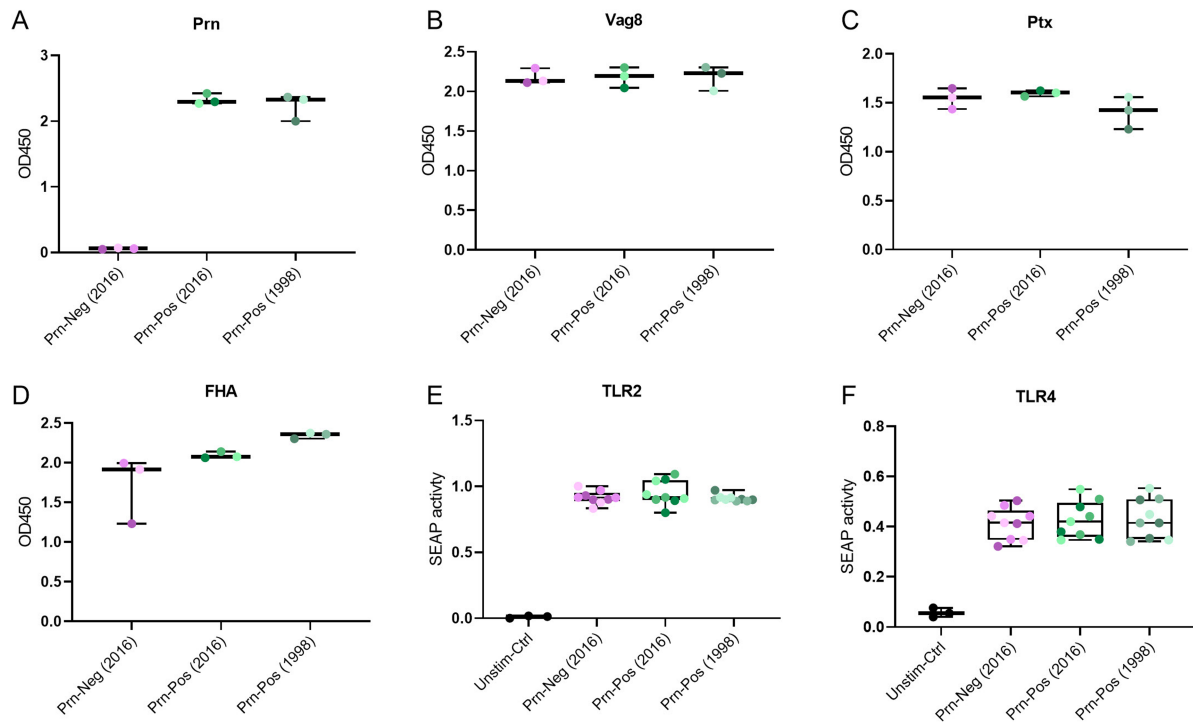 A
Prn
OD450
3
2
1
0
Prn-Neg (2016)
Prn-Pos (2016)
Prn-Pos (1998)
B
Vag8
OD450
2.5
2.0
1.5
1.0
0.5
0.0
Prn-Neg (2016)
Prn-Pos (2016)
Prn-Pos (1998)
C
Ptx
OD450
2.0
1.5
1.0
0.5
0.0
Prn-Neg (2016)
Prn-Pos (2016)
Prn-Pos (1998)
D
FHA
OD450
2.5
2.0
1.5
1.0
0.5
0.0
Prn-Neg (2016)
Prn-Pos (2016)
Prn-Pos (1998)
E
TLR2
SEAP activty
1.5
1.0
0.5
0.0
Unstim-Ctrl
Prn-Neg (2016)
Prn-Pos (2016)
Prn-Pos (1998)
F
TLR4
SEAP activty
0.8
0.6
0.4
0.2
0.0
Unstim-Ctrl
Prn-Neg (2016)
Prn-Pos (2016)
Prn-Pos (1998)